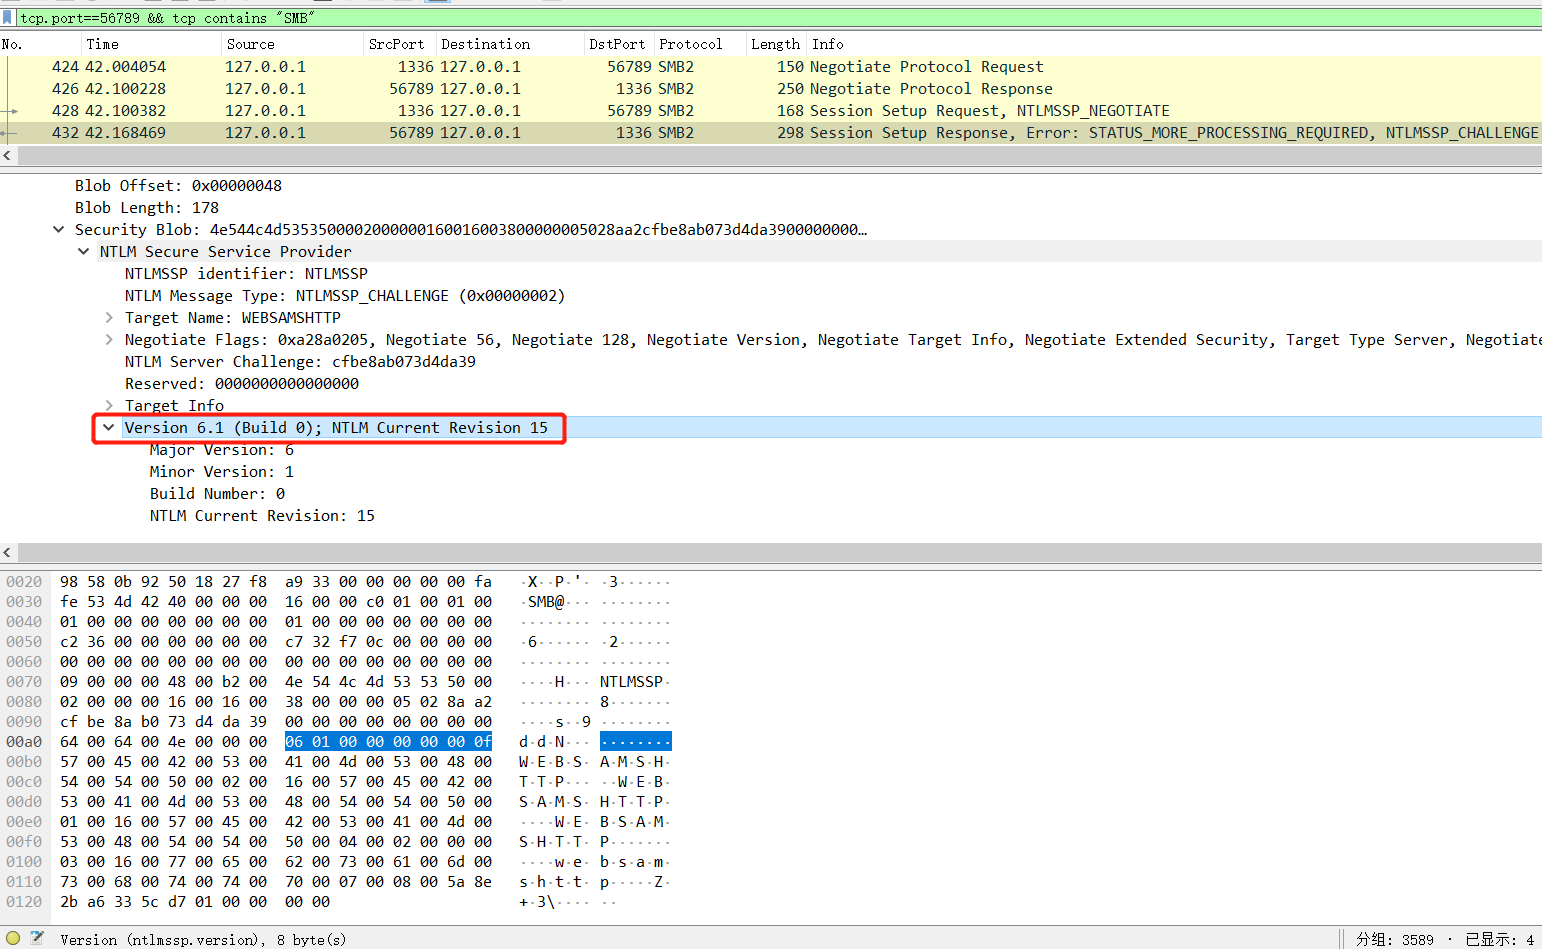 tcp.port==56789 && tcp contains "SMB"
No. Time Source SrcPort Destination DstPort Protocol Length Info
424 42.004054 127.0.0.1 1336 127.0.0.1 56789 SMB2 150 Negotiate Protocol Request
426 42.100228 127.0.0.1 56789 127.0.0.1 1336 SMB2 250 Negotiate Protocol Response
428 42.100382 127.0.0.1 1336 127.0.0.1 56789 SMB2 168 Session Setup Request, NTLMSSP_NEGOTIATE
432 42.168469 127.0.0.1 56789 127.0.0.1 1336 SMB2 298 Session Setup Response, Error: STATUS_MORE_PROCESSING_REQUIRED, NTLMSSP_CHALLENGE
Blob Offset: 0x00000048
Blob Length: 178
Security Blob: 4e544c4d5353500002000000160016003800000005028aa2cfbe8ab073d4da3900000000…
NTLM Secure Service Provider
NTLMSSP identifier: NTLMSSP
NTLM Message Type: NTLMSSP_CHALLENGE (0x00000002)
Target Name: WEBSAMSHTTP
Negotiate Flags: 0xa28a0205, Negotiate 56, Negotiate 128, Negotiate Version, Negotiate Target Info, Negotiate Extended Security, Target Type Server, Negotiate
NTLM Server Challenge: cfbe8ab073d4da39
Reserved: 0000000000000000
Target Info
Version 6.1 (Build 0); NTLM Current Revision 15
Major Version: 6
Minor Version: 1
Build Number: 0
NTLM Current Revision: 15
0020 98 58 0b 92 50 18 27 f8 a9 33 00 00 00 00 00 fa ·X··P·'· ·3······
0030 fe 53 4d 42 40 00 00 00 16 00 00 c0 01 00 01 00 ·SMB@··· ········
0040 01 00 00 00 00 00 00 00 01 00 00 00 00 00 00 00 ········ ········
0050 c2 36 00 00 00 00 00 00 c7 32 f7 0c 00 00 00 00 ·6······ ·2······
0060 00 00 00 00 00 00 00 00 00 00 00 00 00 00 00 00 ········ ········
0070 09 00 00 00 48 00 b2 00 4e 54 4c 4d 53 53 50 00 ····H··· NTLMSSP·
0080 02 00 00 00 16 00 16 00 38 00 00 00 05 02 8a a2 ········ 8·······
0090 cf be 8a b0 73 d4 da 39 00 00 00 00 00 00 00 00 ····s··9 ········
00a0 64 00 64 00 4e 00 00 00 06 01 00 00 00 00 00 0f d·d·N··· ········
00b0 57 00 45 00 42 00 53 00 41 00 4d 00 53 00 48 00 W·E·B·S· A·M·S·H·
00c0 54 00 54 00 50 00 02 00 16 00 57 00 45 00 42 00 T·T·P··· ··W·E·B·
00d0 53 00 41 00 4d 00 53 00 48 00 54 00 54 00 50 00 S·A·M·S· H·T·T·P·
00e0 01 00 16 00 57 00 45 00 42 00 53 00 41 00 4d 00 ····W·E· B·S·A·M·
00f0 53 00 48 00 54 00 54 00 50 00 04 00 02 00 00 00 S·H·T·T· P·······
0100 03 00 16 00 77 00 65 00 62 00 73 00 61 00 6d 00 ····w·e· b·s·a·m·
0110 73 00 68 00 74 00 74 00 70 00 07 00 08 00 5a 8e s·h·t·t· p·····Z·
0120 2b a6 33 5c d7 01 00 00 00 00 +·3\···· ··
Version (ntlmssp.version), 8 byte(s) 分组: 3589 · 已显示: 4